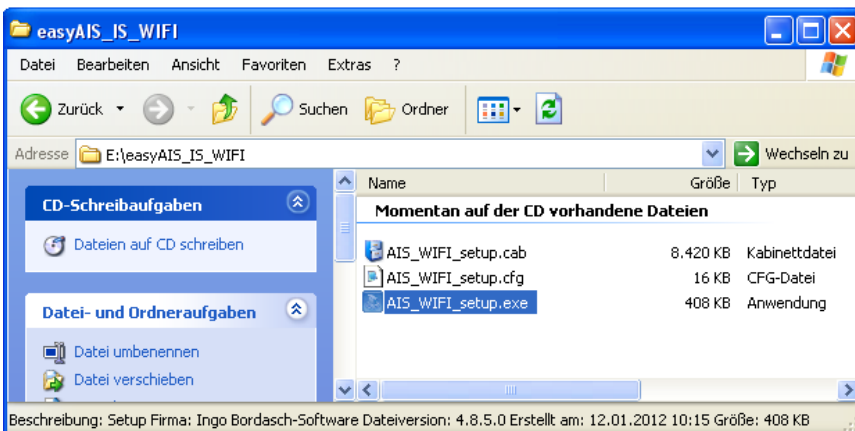 easyAIS_IS_WIFI
Datei Bearbeiten Ansicht Favoriten Extras ?
Zurück Suchen Ordner
Adresse E:\easyAIS_IS_WIFI Wechseln zu
Name Größe Typ
CD-Schreibaufgaben
Momentan auf der CD vorhandene Dateien
Dateien auf CD schreiben
AIS_WIFI_setup.cab 8.420 KB Kabinettdatei
AIS_WIFI_setup.cfg 16 KB CFG-Datei
AIS_WIFI_setup.exe 408 KB Anwendung
Datei- und Ordneraufgaben
Datei umbenennen
Datei verschieben
Beschreibung: Setup Firma: Ingo Bordasch-Software Dateiversion: 4.8.5.0 Erstellt am: 12.01.2012 10:15 Größe: 408 KB